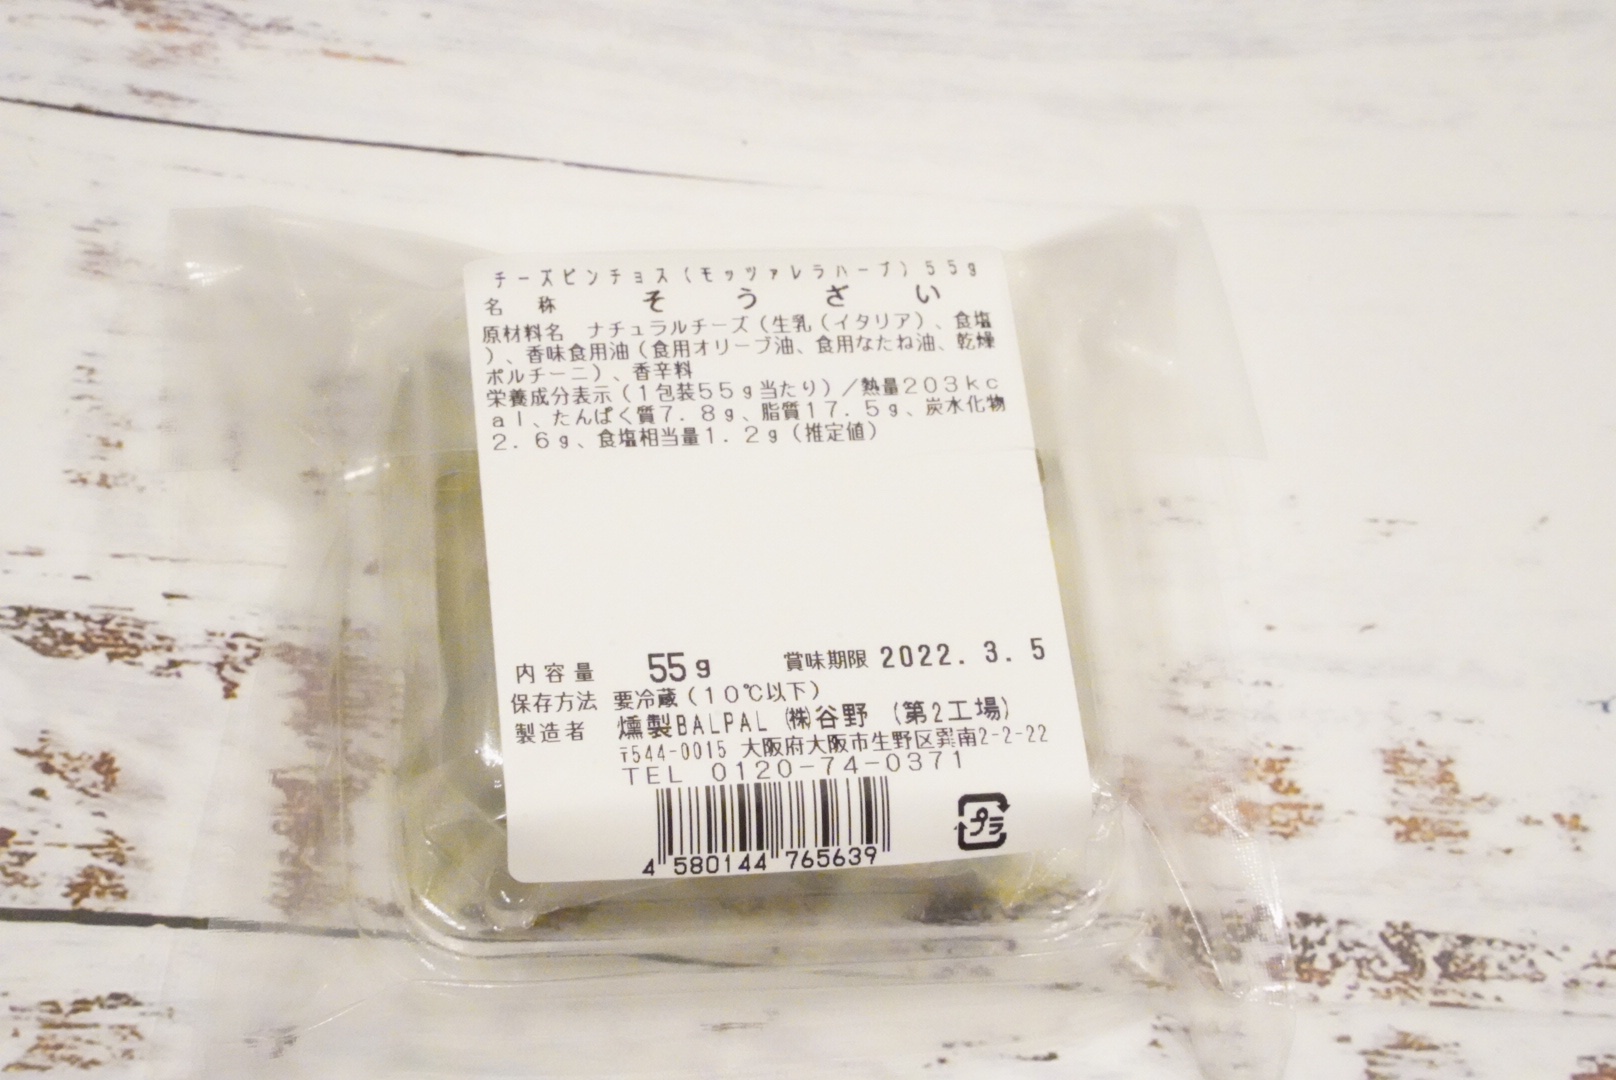 チーズピンチョス(モッツァレラハーブ)55g
名称 そうざい
原材料名 ナチュラルチーズ(生乳(イタリア)、食塩
)、香味食用油(食用オリーブ油、食用なたね油、乾燥
ポルチーニ)、香辛料
栄養成分表示(1包装55g当たり)/熱量203kc
al、たんぱく質7.8g、脂質17.5g、炭水化物
2.6g、食塩相当量1.2g(推定値)
内容量 55g 賞味期限 2022.3.5
保存方法 要冷蔵(10℃以下)
製造者 燻製BALPAL ㈱谷野 (第2工場)
〒544-0015 大阪府大阪市生野区巽南2-2-22
TEL 0120-74-0371
プラ
4 580144 765639